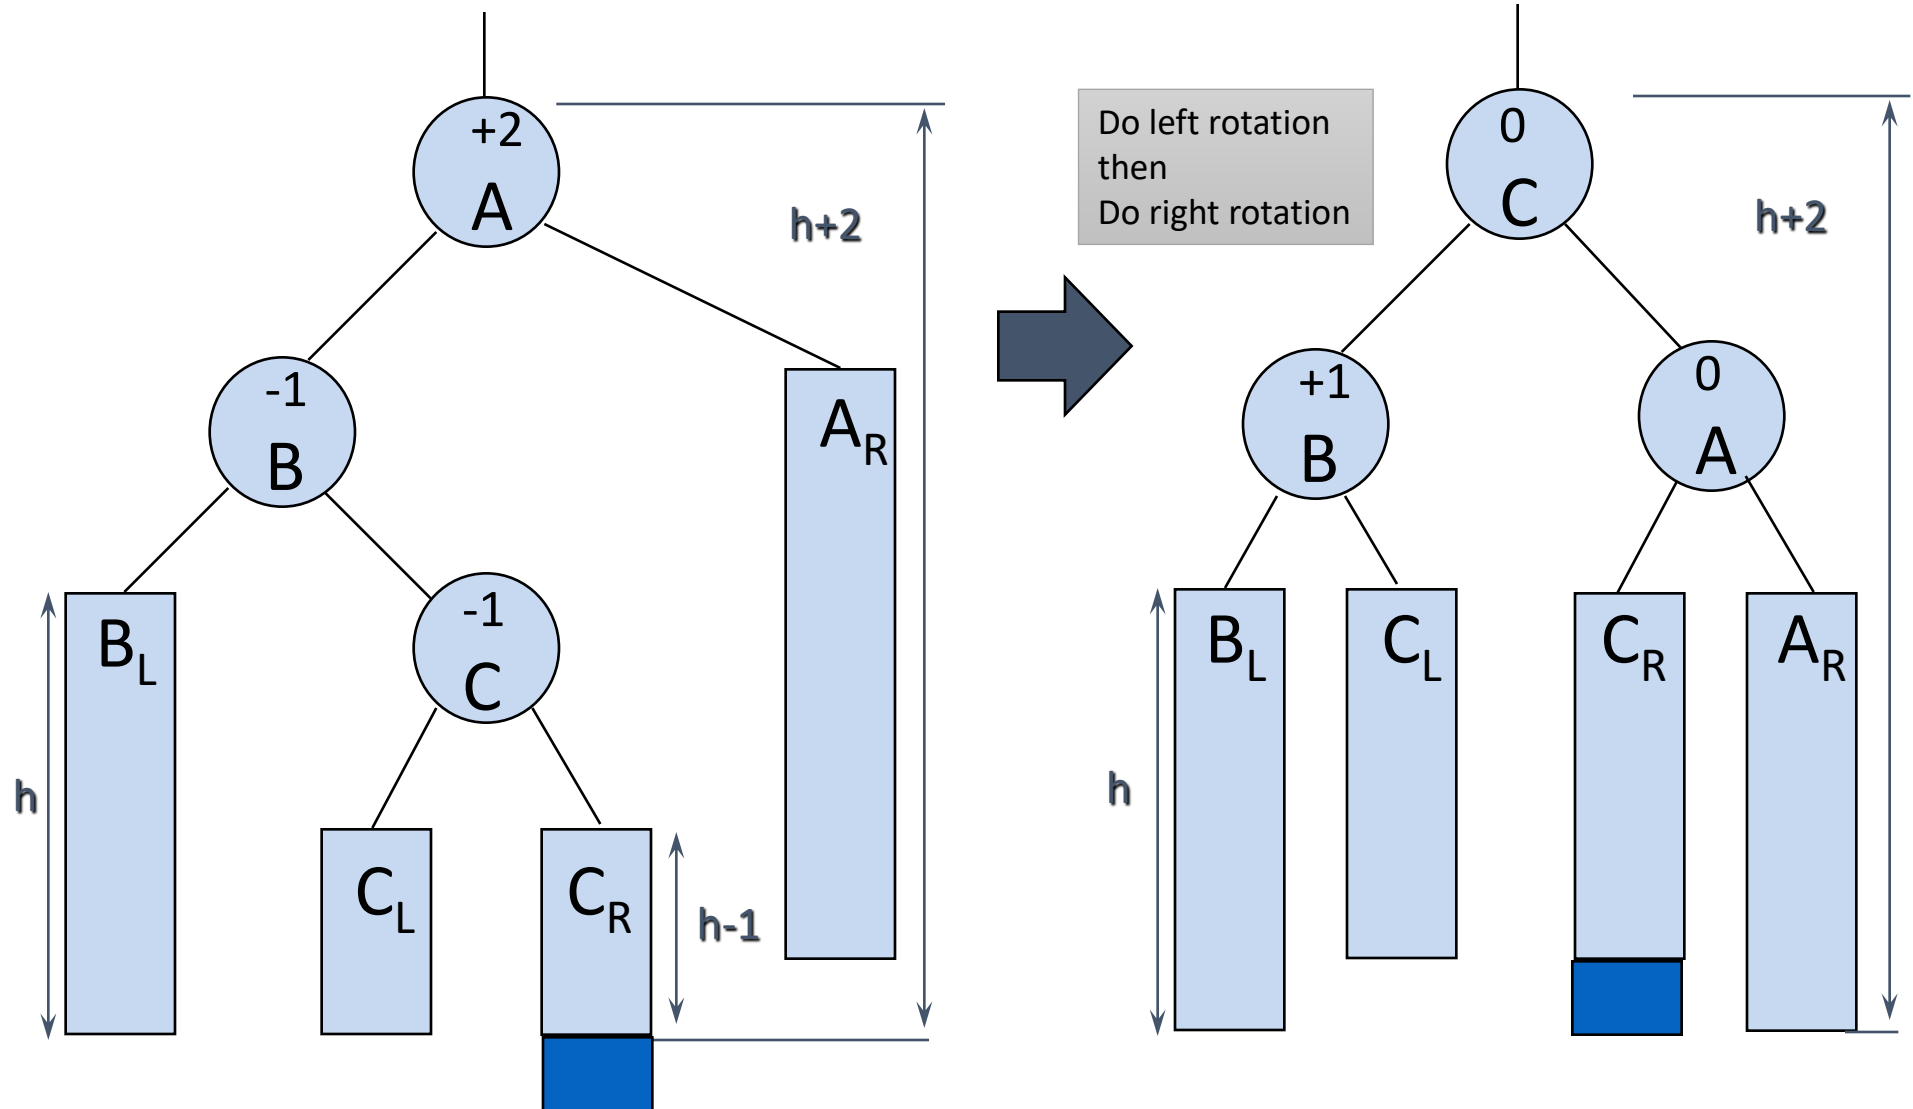 +2
A
h+2
-1
B
A_R
B_L
-1
C
h
C_L
C_R
h-1
Do left rotation
then
Do right rotation
0
C
h+2
+1
B
0
A
B_L
C_L
C_R
A_R
h